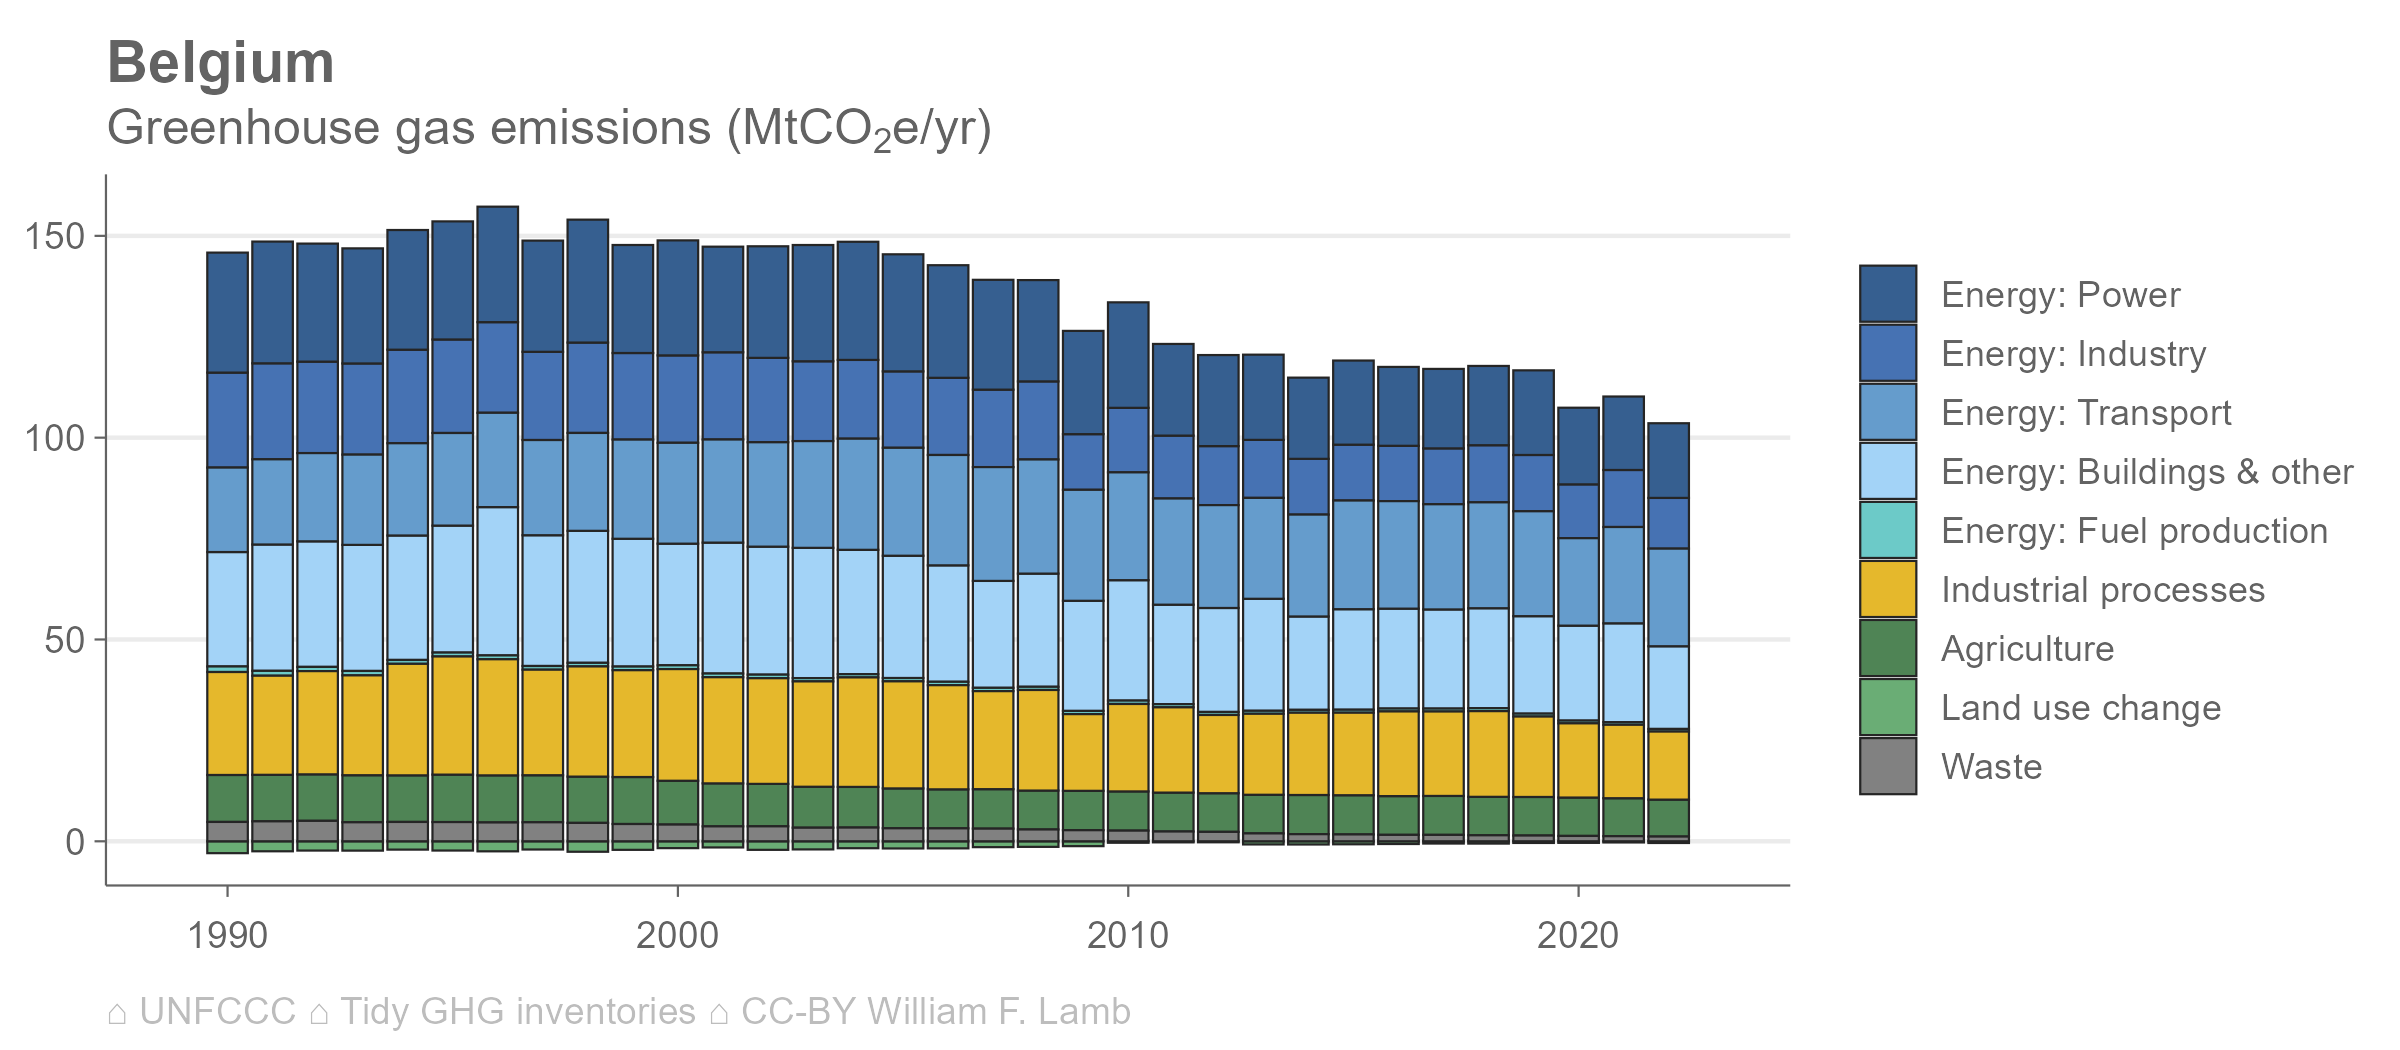 Belgium
Greenhouse gas emissions (MtCO₂e/yr)
150
100
50
0
1990 2000 2010 2020
Energy: Power
Energy: Industry
Energy: Transport
Energy: Buildings & other
Energy: Fuel production
Industrial processes
Agriculture
Land use change
Waste
⌂ UNFCCC ⌂ Tidy GHG inventories ⌂ CC-BY William F. Lamb